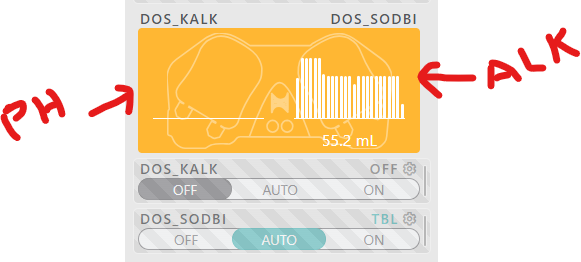 DOS_KALK DOS_SODBI
PH
ALK
55.2 mL
DOS_KALK OFF
OFF AUTO ON
DOS_SODBI TBL
OFF AUTO ON